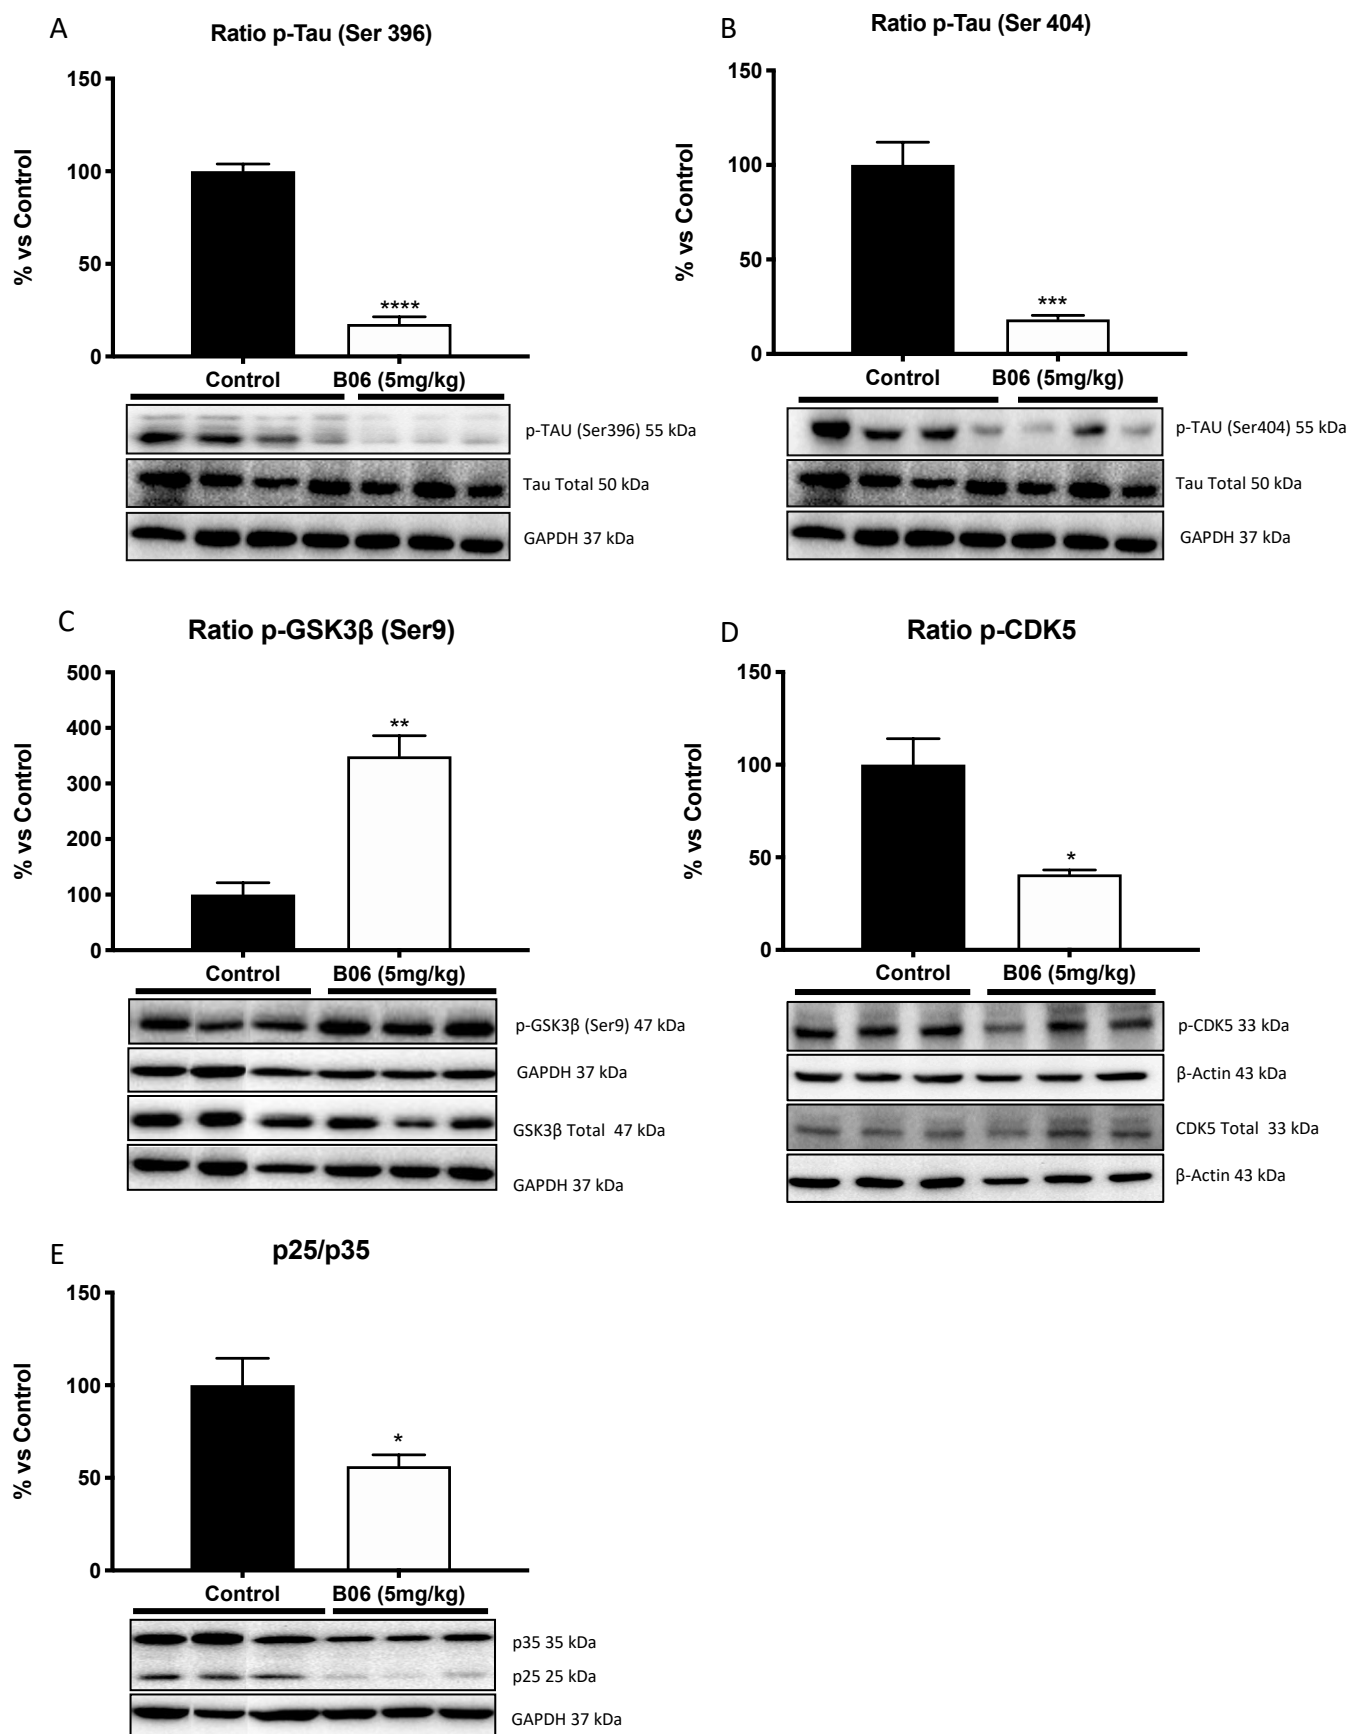 A
Ratio p-Tau (Ser 396)
% vs Control
150
100
50
0
****
Control B06 (5mg/kg)
p-TAU (Ser396) 55 kDa
Tau Total 50 kDa
GAPDH 37 kDa
B
Ratio p-Tau (Ser 404)
% vs Control
150
100
50
0
***
Control B06 (5mg/kg)
p-TAU (Ser404) 55 kDa
Tau Total 50 kDa
GAPDH 37 kDa
C
Ratio p-GSK3β (Ser9)
% vs Control
500
400
300
200
100
0
**
Control B06 (5mg/kg)
p-GSK3β (Ser9) 47 kDa
GAPDH 37 kDa
GSK3β Total 47 kDa
GAPDH 37 kDa
D
Ratio p-CDK5
% vs Control
150
100
50
0
*
Control B06 (5mg/kg)
p-CDK5 33 kDa
β-Actin 43 kDa
CDK5 Total 33 kDa
β-Actin 43 kDa
E
p25/p35
% vs Control
150
100
50
0
*
Control B06 (5mg/kg)
p35 35 kDa
p25 25 kDa
GAPDH 37 kDa